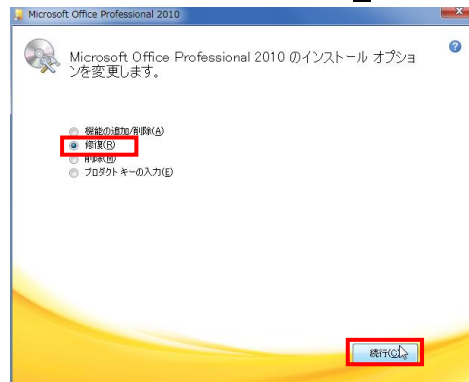 Microsoft Office Professional 2010
Microsoft Office Professional 2010 のインストール オプショ
ンを変更します。
機能の追加/削除(A)
修復(R)
削除(M)
プロダクト キーの入力(E)
続行(C)